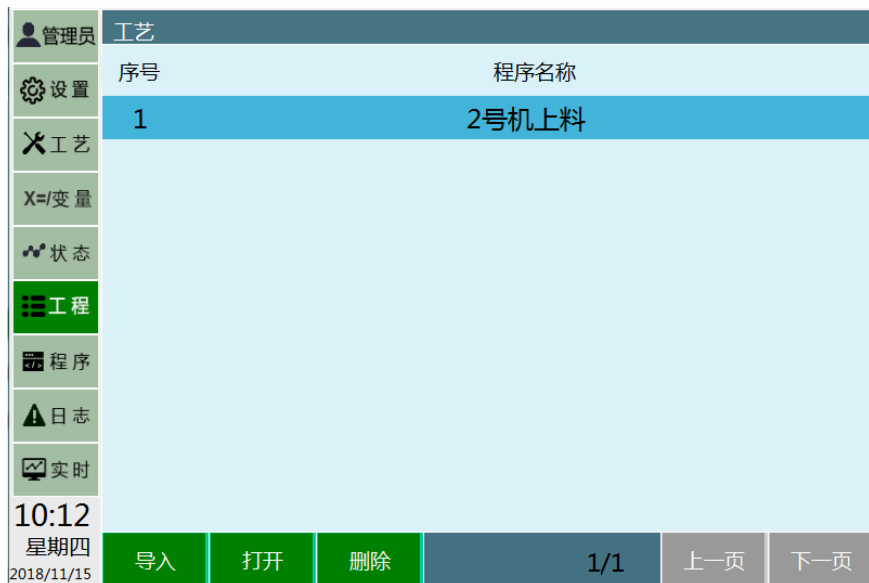 管理员
设置
工艺
X=/变量
状态
工程
程序
日志
实时
10:12
星期四
2018/11/15
工艺
序号 程序名称
1 2号机上料
导入 打开 删除 1/1 上一页 下一页